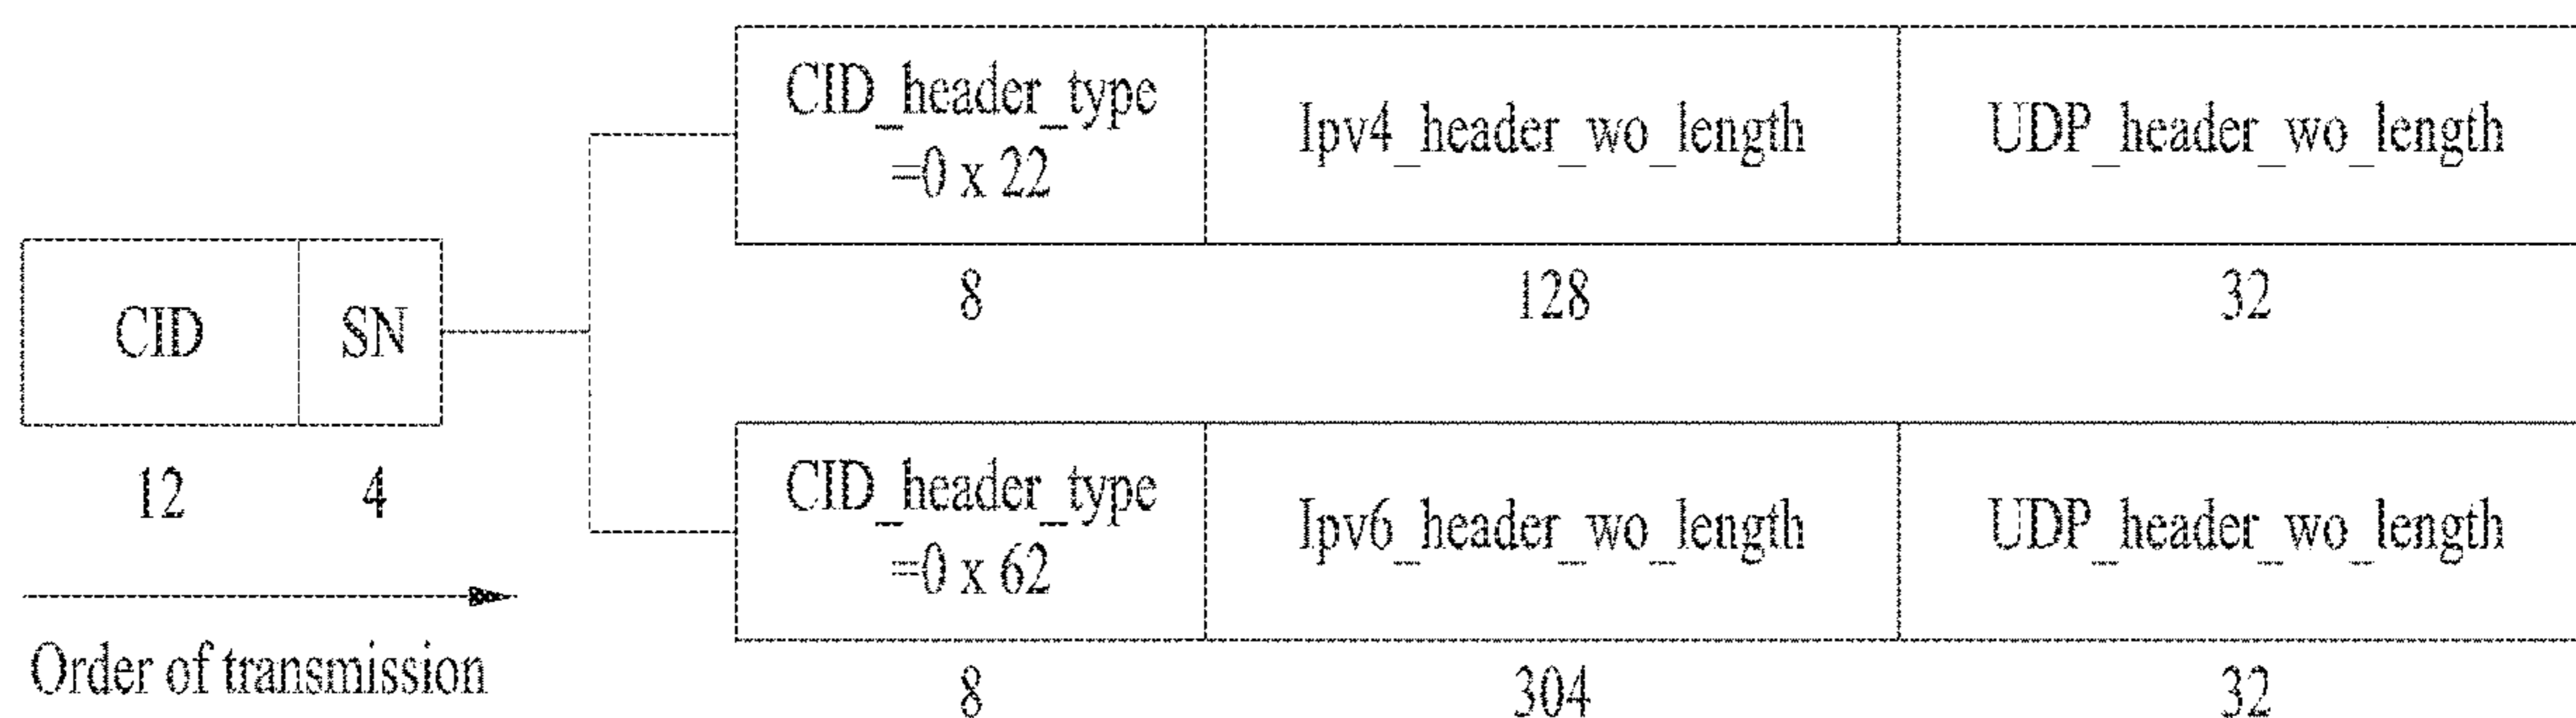 CID_header_type
=0 x 22
Ipv4_header_wo_length
UDP_header_wo_length
8
128
32
CID
SN
12
4
Order of transmission
CID_header_type
=0 x 62
Ipv6_header_wo_length
UDP_header_wo_length
8
304
32